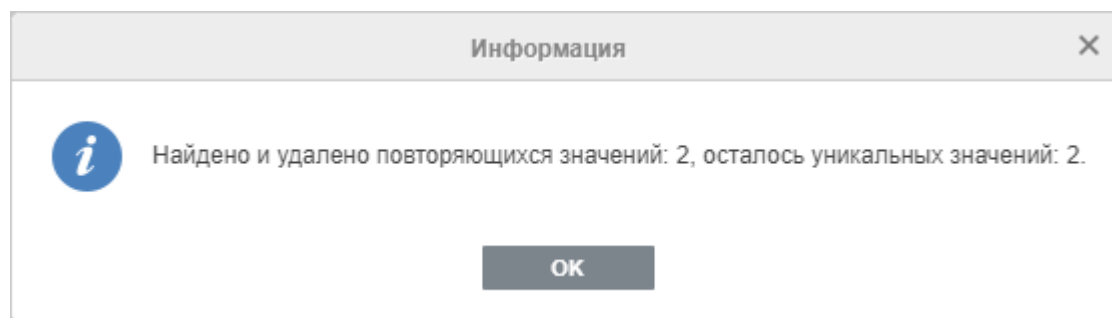 Информация
Найдено и удалено повторяющихся значений: 2, осталось уникальных значений: 2.
OK